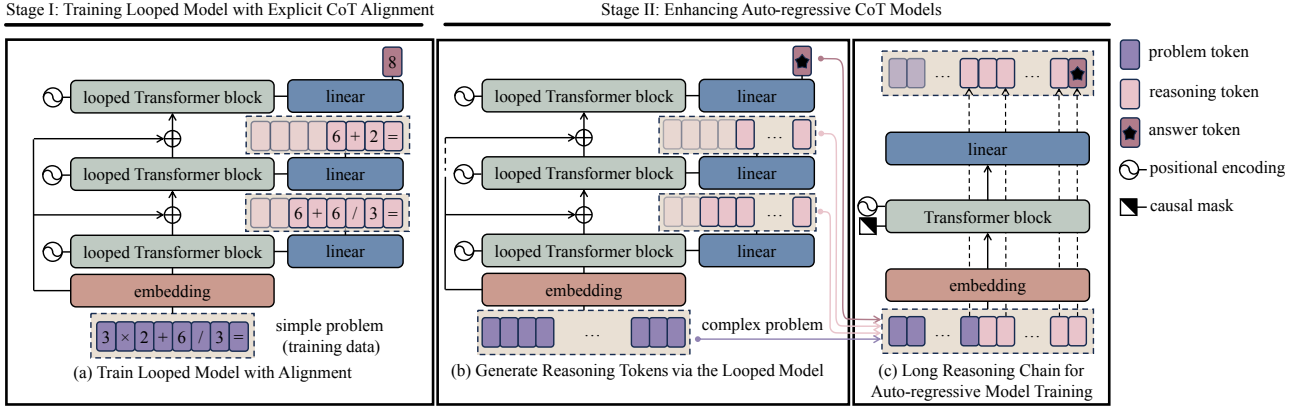 Stage I: Training Looped Model with Explicit CoT Alignment
Stage II: Enhancing Auto-regressive CoT Models
8
looped Transformer block
linear
6 + 2 =
looped Transformer block
linear
6 + 6 / 3 =
looped Transformer block
linear
embedding
3 × 2 + 6 / 3 =
simple problem
(training data)
(a) Train Looped Model with Alignment
looped Transformer block
linear
...
looped Transformer block
linear
...
looped Transformer block
linear
embedding
...
complex problem
(b) Generate Reasoning Tokens via the Looped Model
... ...
linear
Transformer block
embedding
... ...
(c) Long Reasoning Chain for
Auto-regressive Model Training
problem token
reasoning token
answer token
positional encoding
causal mask